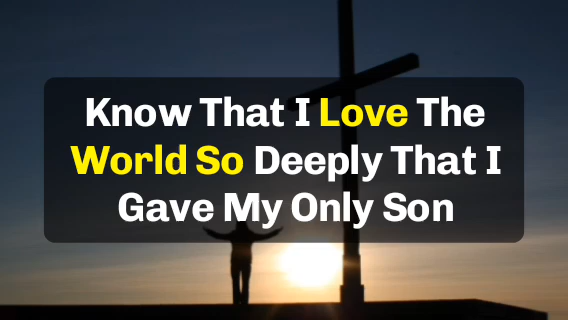 Know That I Love The
World So Deeply That I
Gave My Only Son